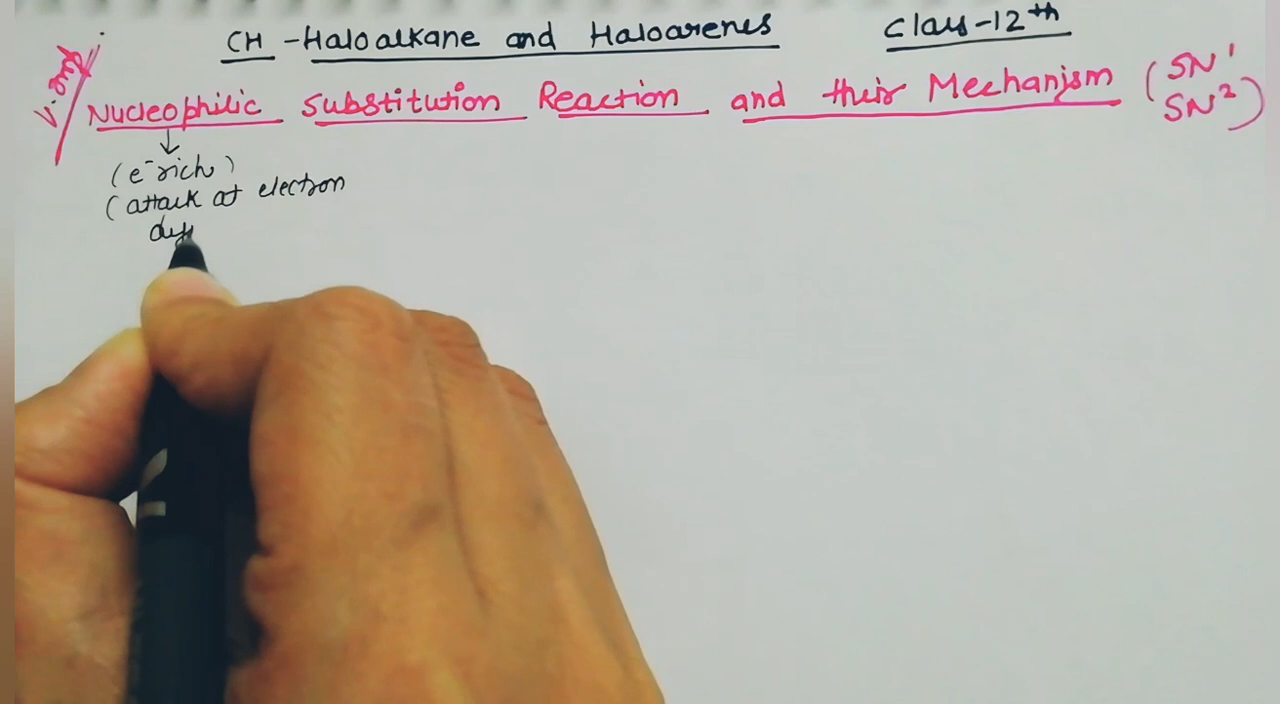 CH - Haloalkane and Haloarenes Class-12th
V. Imp Nucleophilic Substitution Reaction and their Mechanism (SN1
SN2)
(e- rich)
(attack at electron